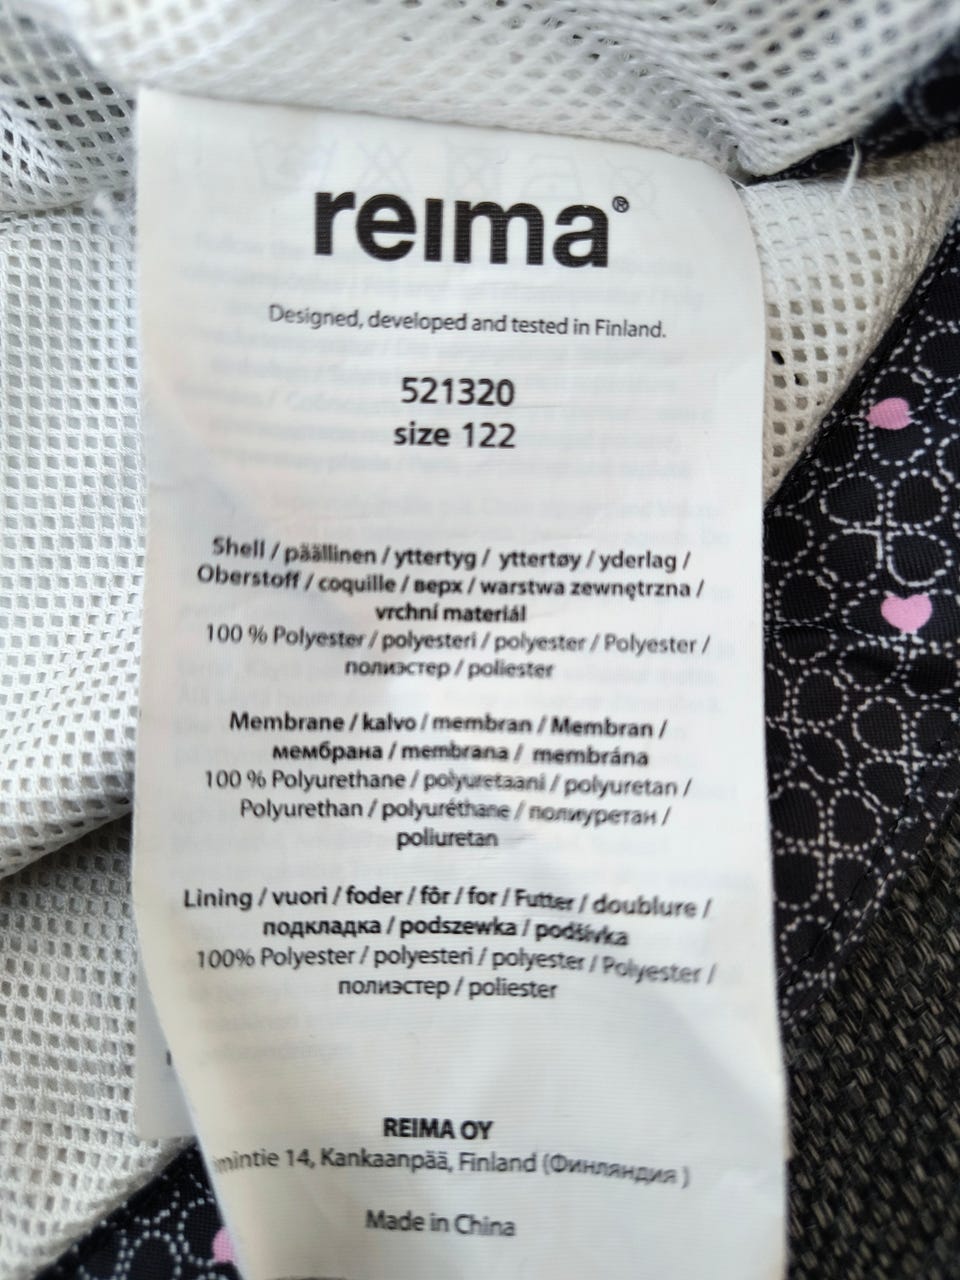 reima®
Designed, developed and tested in Finland.
521320
size 122
Shell / päällinen / yttertyg / yttertøy / yderlag /
Oberstoff / coquille / верх / warstwa zewnętrzna /
vrchní materiál
100 % Polyester / polyesteri / polyester / Polyester /
полиэстер / poliester
Membrane / kalvo / membran / Membran /
мембрана / membrana / membrána
100 % Polyurethane / polyuretaani / polyuretan /
Polyurethan / polyuréthane / полиуретан /
poliuretan
Lining / vuori / foder / fôr / for / Futter / doublure /
подкладка / podszewka / podšívka
100% Polyester / polyesteri / polyester / Polyester /
полиэстер / poliester
REIMA OY
mintie 14, Kankaanpää, Finland (Финляндия )
Made in China